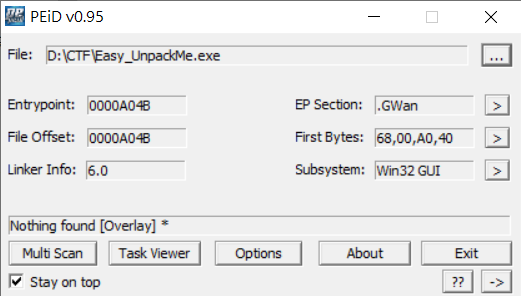 PEiD v0.95
File: D:\CTF\Easy_UnpackMe.exe ...
Entrypoint: 0000A04B EP Section: .GWan >
File Offset: 0000A04B First Bytes: 68,00,A0,40 >
Linker Info: 6.0 Subsystem: Win32 GUI >
Nothing found [Overlay] *
Multi Scan Task Viewer Options About Exit
Stay on top ?? ->